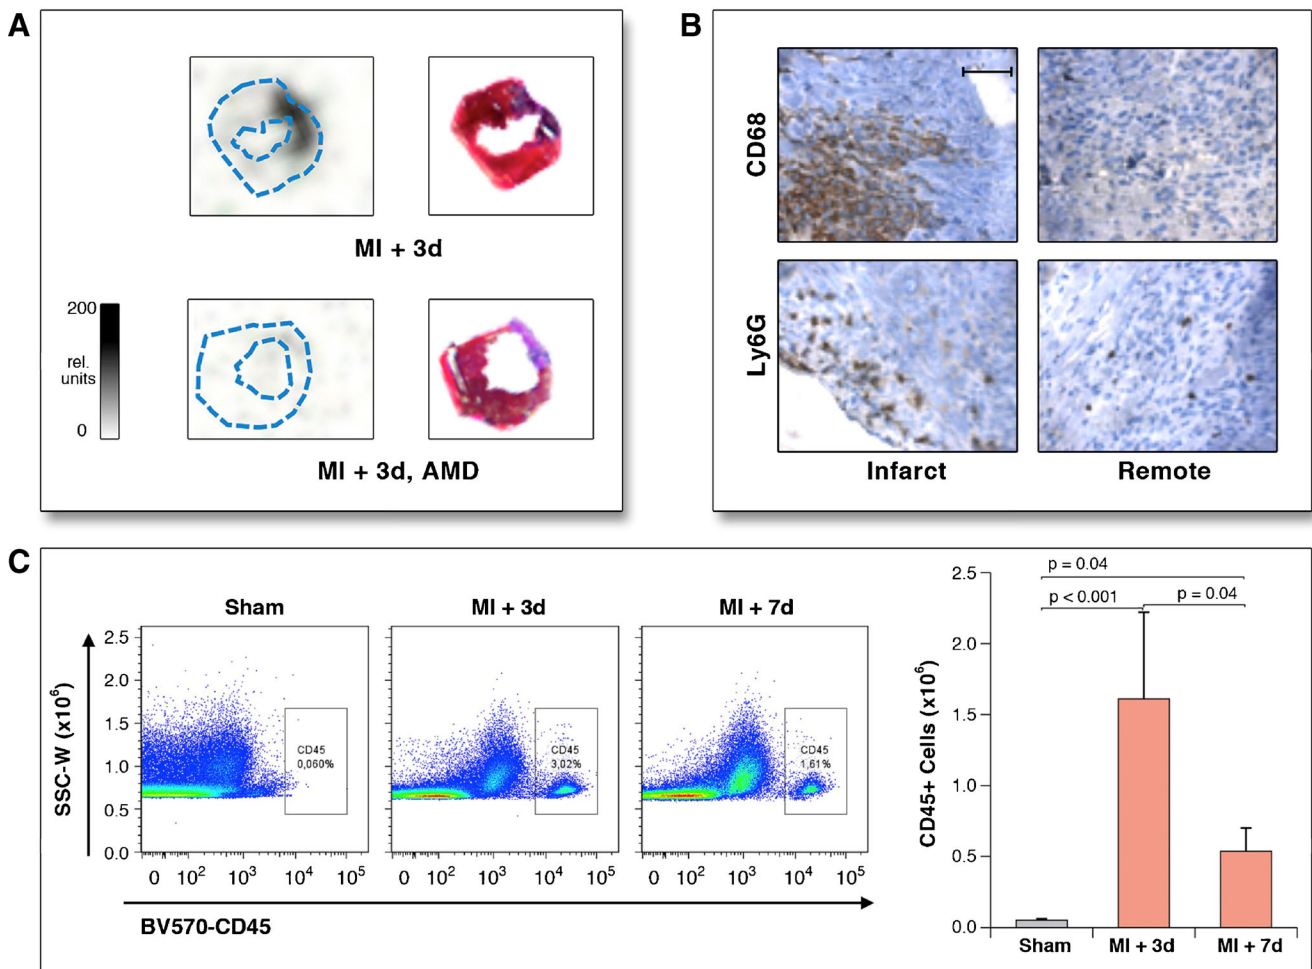 A
MI + 3d
200
rel.
units
0
MI + 3d, AMD
B
CD68
Ly6G
Infarct
Remote
C
Sham
MI + 3d
MI + 7d
SSC-W (x10⁶)
2.5
2.0
1.5
1.0
0.5
0.0
CD45
0,060%
CD45
3,02%
CD45
1,61%
0 10² 10³ 10⁴ 10⁵
0 10² 10³ 10⁴ 10⁵
0 10² 10³ 10⁴ 10⁵
BV570-CD45
CD45+ Cells (x10⁶)
2.5
2.0
1.5
1.0
0.5
0.0
p = 0.04
p < 0.001
p = 0.04
Sham
MI + 3d
MI + 7d